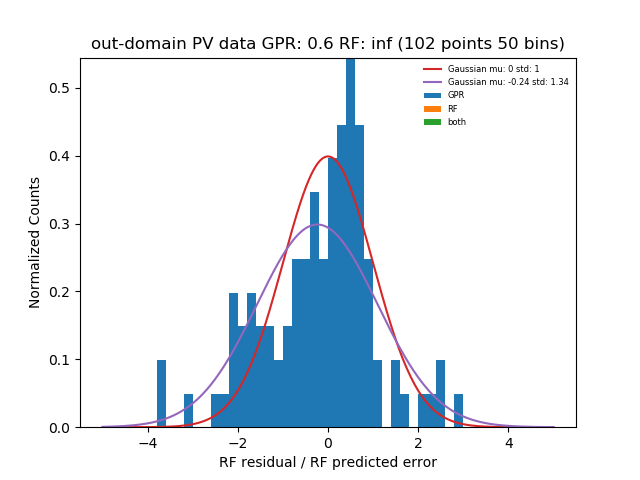 out-domain PV data GPR: 0.6 RF: inf (102 points 50 bins)
Gaussian mu: 0 std: 1
Gaussian mu: -0.24 std: 1.34
GPR
RF
both
Normalized Counts
0.5
0.4
0.3
0.2
0.1
0.0
−4
−2
0
2
4
RF residual / RF predicted error